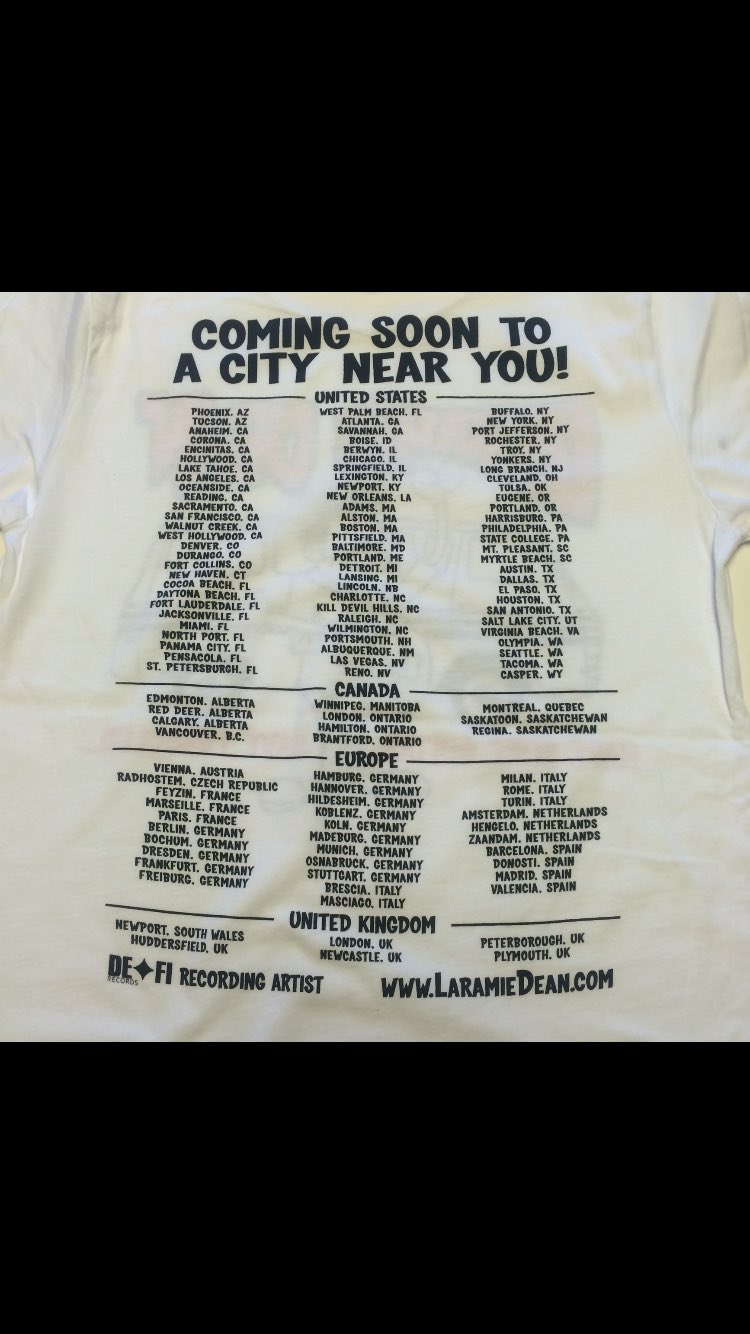 COMING SOON TO
A CITY NEAR YOU!
UNITED STATES
PHOENIX, AZ
TUCSON, AZ
ANAHEIM, CA
CORONA, CA
ENCINITAS, CA
HOLLYWOOD, CA
LAKE TAHOE, CA
LOS ANGELES, CA
OCEANSIDE, CA
READING, CA
SACRAMENTO, CA
SAN FRANCISCO, CA
WALNUT CREEK, CA
WEST HOLLYWOOD, CA
DENVER, CO
DURANGO, CO
FORT COLLINS, CO
NEW HAVEN, CT
COCOA BEACH, FL
DAYTONA BEACH, FL
FORT LAUDERDALE, FL
JACKSONVILLE, FL
MIAMI, FL
NORTH PORT, FL
PANAMA CITY, FL
PENSACOLA, FL
ST. PETERSBURGH, FL
WEST PALM BEACH, FL
ATLANTA, GA
SAVANNAH, GA
BOISE, ID
BERWYN, IL
CHICAGO, IL
SPRINGFIELD, IL
LEXINGTON, KY
NEWPORT, KY
NEW ORLEANS, LA
ADAMS, MA
ALSTON, MA
BOSTON, MA
PITTSFIELD, MA
BALTIMORE, MD
PORTLAND, ME
DETROIT, MI
LANSING, MI
LINCOLN, NB
CHARLOTTE, NC
KILL DEVIL HILLS, NC
RALEIGH, NC
WILMINGTON, NC
PORTSMOUTH, NH
ALBUQUERQUE, NM
LAS VEGAS, NV
RENO, NV
BUFFALO, NY
NEW YORK, NY
PORT JEFFERSON, NY
ROCHESTER, NY
TROY, NY
YONKERS, NY
LONG BRANCH, NJ
CLEVELAND, OH
TULSA, OK
EUGENE, OR
PORTLAND, OR
HARRISBURG, PA
PHILADELPHIA, PA
STATE COLLEGE, PA
MT. PLEASANT, SC
MYRTLE BEACH, SC
AUSTIN, TX
DALLAS, TX
EL PASO, TX
HOUSTON, TX
SAN ANTONIO, TX
SALT LAKE CITY, UT
VIRGINIA BEACH, VA
OLYMPIA, WA
SEATTLE, WA
TACOMA, WA
CASPER, WY
CANADA
EDMONTON, ALBERTA
RED DEER, ALBERTA
CALGARY, ALBERTA
VANCOUVER, B.C.
WINNIPEG, MANITOBA
LONDON, ONTARIO
HAMILTON, ONTARIO
BRANTFORD, ONTARIO
MONTREAL, QUEBEC
SASKATOON, SASKATCHEWAN
REGINA, SASKATCHEWAN
EUROPE
VIENNA, AUSTRIA
RADHOSTEM, CZECH REPUBLIC
FEYZIN, FRANCE
MARSEILLE, FRANCE
PARIS, FRANCE
BERLIN, GERMANY
BOCHUM, GERMANY
DRESDEN, GERMANY
FRANKFURT, GERMANY
FREIBURG, GERMANY
HAMBURG, GERMANY
HANNOVER, GERMANY
HILDESHEIM, GERMANY
KOBLENZ, GERMANY
KOLN, GERMANY
MADEBURG, GERMANY
MUNICH, GERMANY
OSNABRUCK, GERMANY
STUTTGART, GERMANY
BRESCIA, ITALY
MASCIAGO, ITALY
MILAN, ITALY
ROME, ITALY
TURIN, ITALY
AMSTERDAM, NETHERLANDS
HENGELO, NETHERLANDS
ZAANDAM, NETHERLANDS
BARCELONA, SPAIN
DONOSTI, SPAIN
MADRID, SPAIN
VALENCIA, SPAIN
UNITED KINGDOM
NEWPORT, SOUTH WALES
HUDDERSFIELD, UK
LONDON, UK
NEWCASTLE, UK
PETERBOROUGH, UK
PLYMOUTH, UK
DE FI RECORDING ARTIST
RECORDS
WWW.LARAMIEDEAN.COM